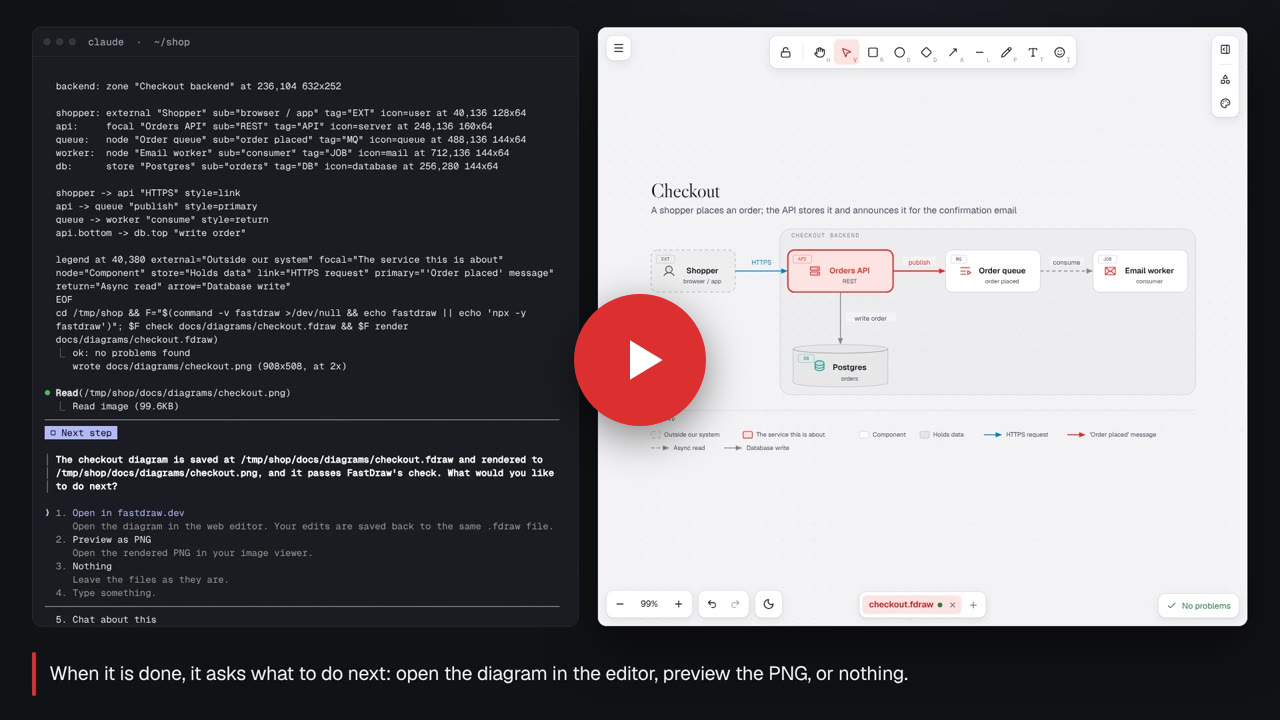 claude · ~/shop
backend: zone "Checkout backend" at 236,104 632x252
shopper: external "Shopper" sub="browser / app" tag="EXT" icon=user at 40,136 128x64
api: focal "Orders API" sub="REST" tag="API" icon=server at 248,136 160x64
queue: node "Order queue" sub="order placed" tag="MQ" icon=queue at 488,136 144x64
worker: node "Email worker" sub="consumer" tag="JOB" icon=mail at 712,136 144x64
db: store "Postgres" sub="orders" tag="DB" icon=database at 256,280 144x64
shopper -> api "HTTPS" style=link
api -> queue "publish" style=primary
queue -> worker "consume" style=return
api.bottom -> db.top "write order"
legend at 40,380 external="Outside our system" focal="The service this is about"
node="Component" store="Holds data" link="HTTPS request" primary="'Order placed' message"
return="Async read" arrow="Database write"
EOF
cd /tmp/shop && F="$(command -v fastdraw >/dev/null && echo fastdraw || echo 'npx -y
fastdraw')"; $F check docs/diagrams/checkout.fdraw && $F render
docs/diagrams/checkout.fdraw)
ok: no problems found
wrote docs/diagrams/checkout.png (908x508, at 2x)
Read(/tmp/shop/docs/diagrams/checkout.png)
Read image (99.6KB)
Next step
The checkout diagram is saved at /tmp/shop/docs/diagrams/checkout.fdraw and rendered to
/tmp/shop/docs/diagrams/checkout.png, and it passes FastDraw's check. What would you like
to do next?
❯ 1. Open in fastdraw.dev
Open the diagram in the web editor. Your edits are saved back to the same .fdraw file.
2. Preview as PNG
Open the rendered PNG in your image viewer.
3. Nothing
Leave the files as they are.
4. Type something.
5. Chat about this
H V R O D A L P T I
Checkout
A shopper places an order; the API stores it and announces it for the confirmation email
CHECKOUT BACKEND
EXT
Shopper
browser / app
HTTPS
API
Orders API
REST
publish
MQ
Order queue
order placed
consume
JOB
Email worker
consumer
write order
DB
Postgres
orders
Outside our system
The service this is about
Component
Holds data
HTTPS request
'Order placed' message
Async read
Database write
− 99% +
checkout.fdraw × +
No problems
When it is done, it asks what to do next: open the diagram in the editor, preview the PNG, or nothing.